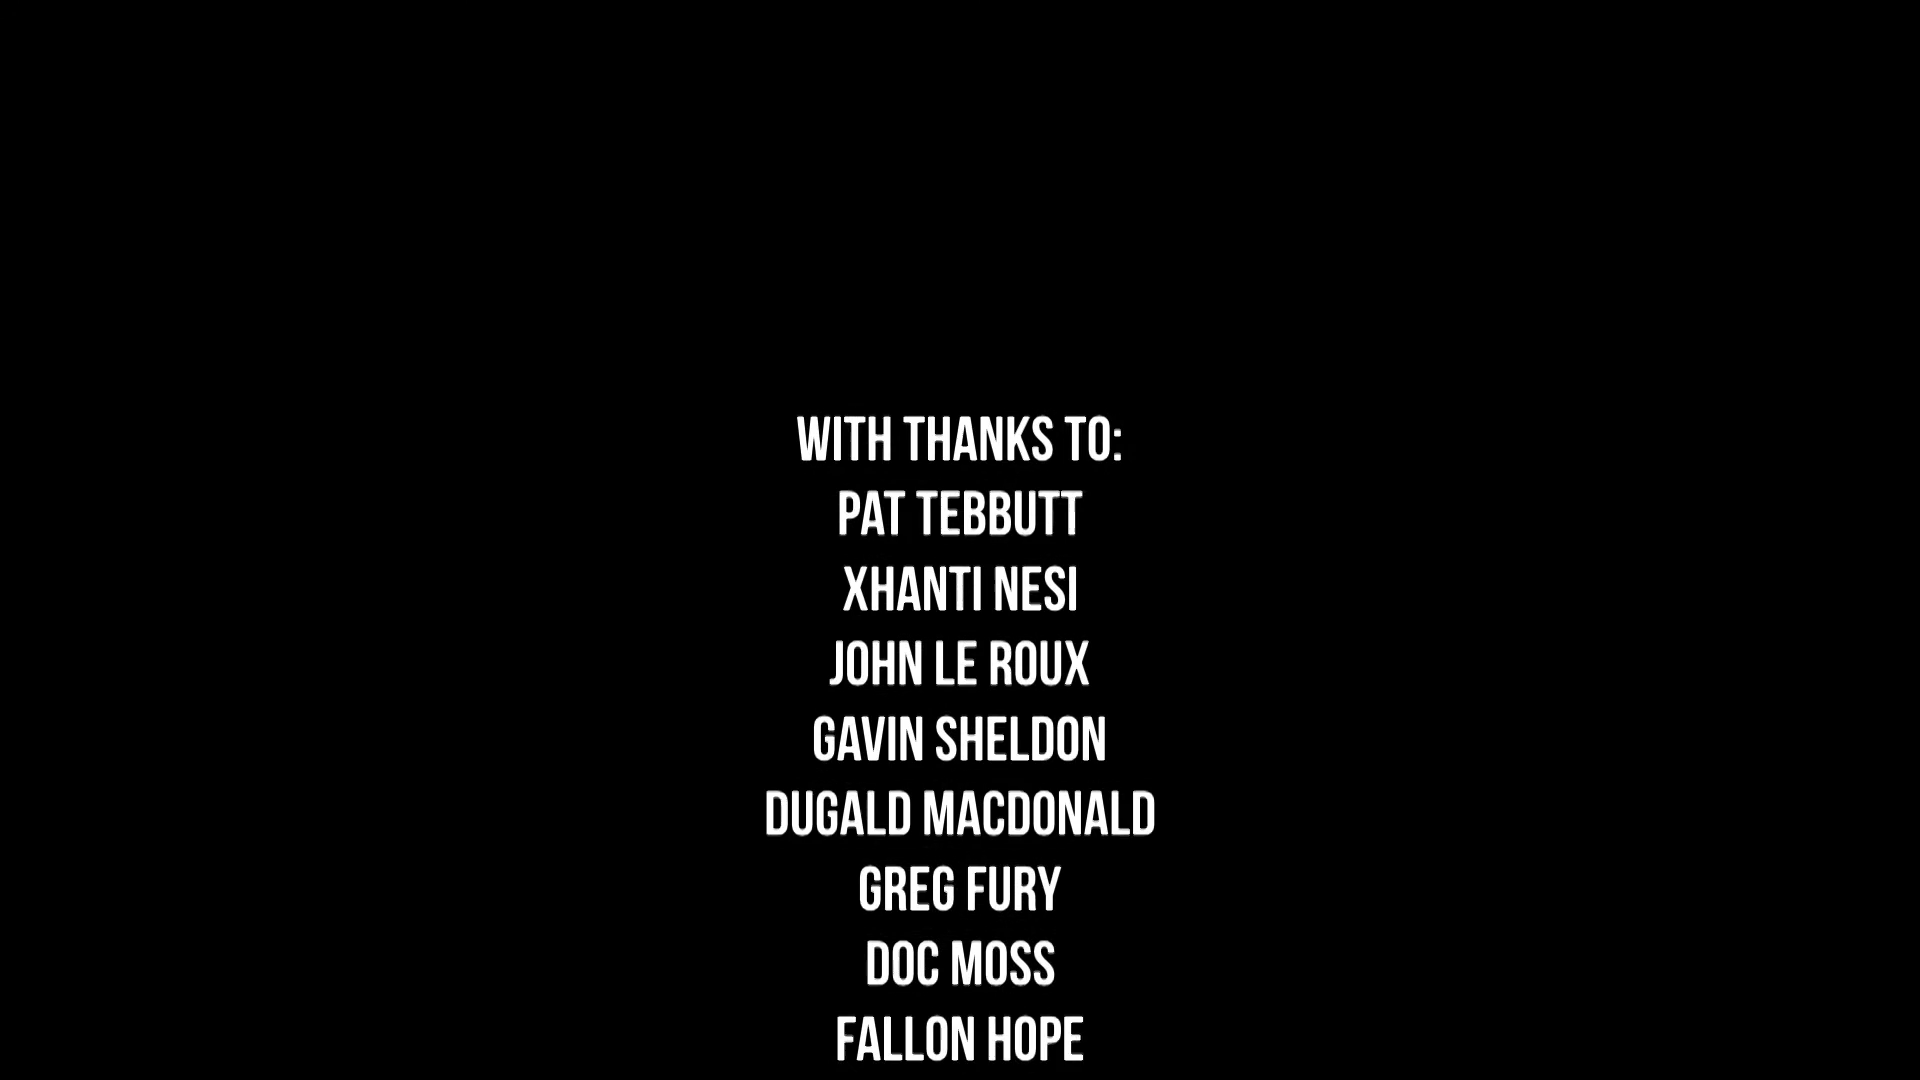 WITH THANKS TO:
PAT TEBBUTT
XHANTI NESI
JOHN LE ROUX
GAVIN SHELDON
DUGALD MACDONALD
GREG FURY
DOC MOSS
FALLON HOPE